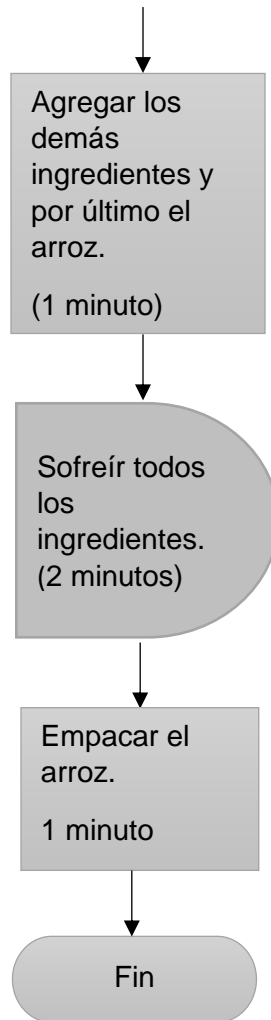 Agregar los
demás
ingredientes y
por último el
arroz.
(1 minuto)
Sofreír todos
los
ingredientes.
(2 minutos)
Empacar el
arroz.
1 minuto
Fin